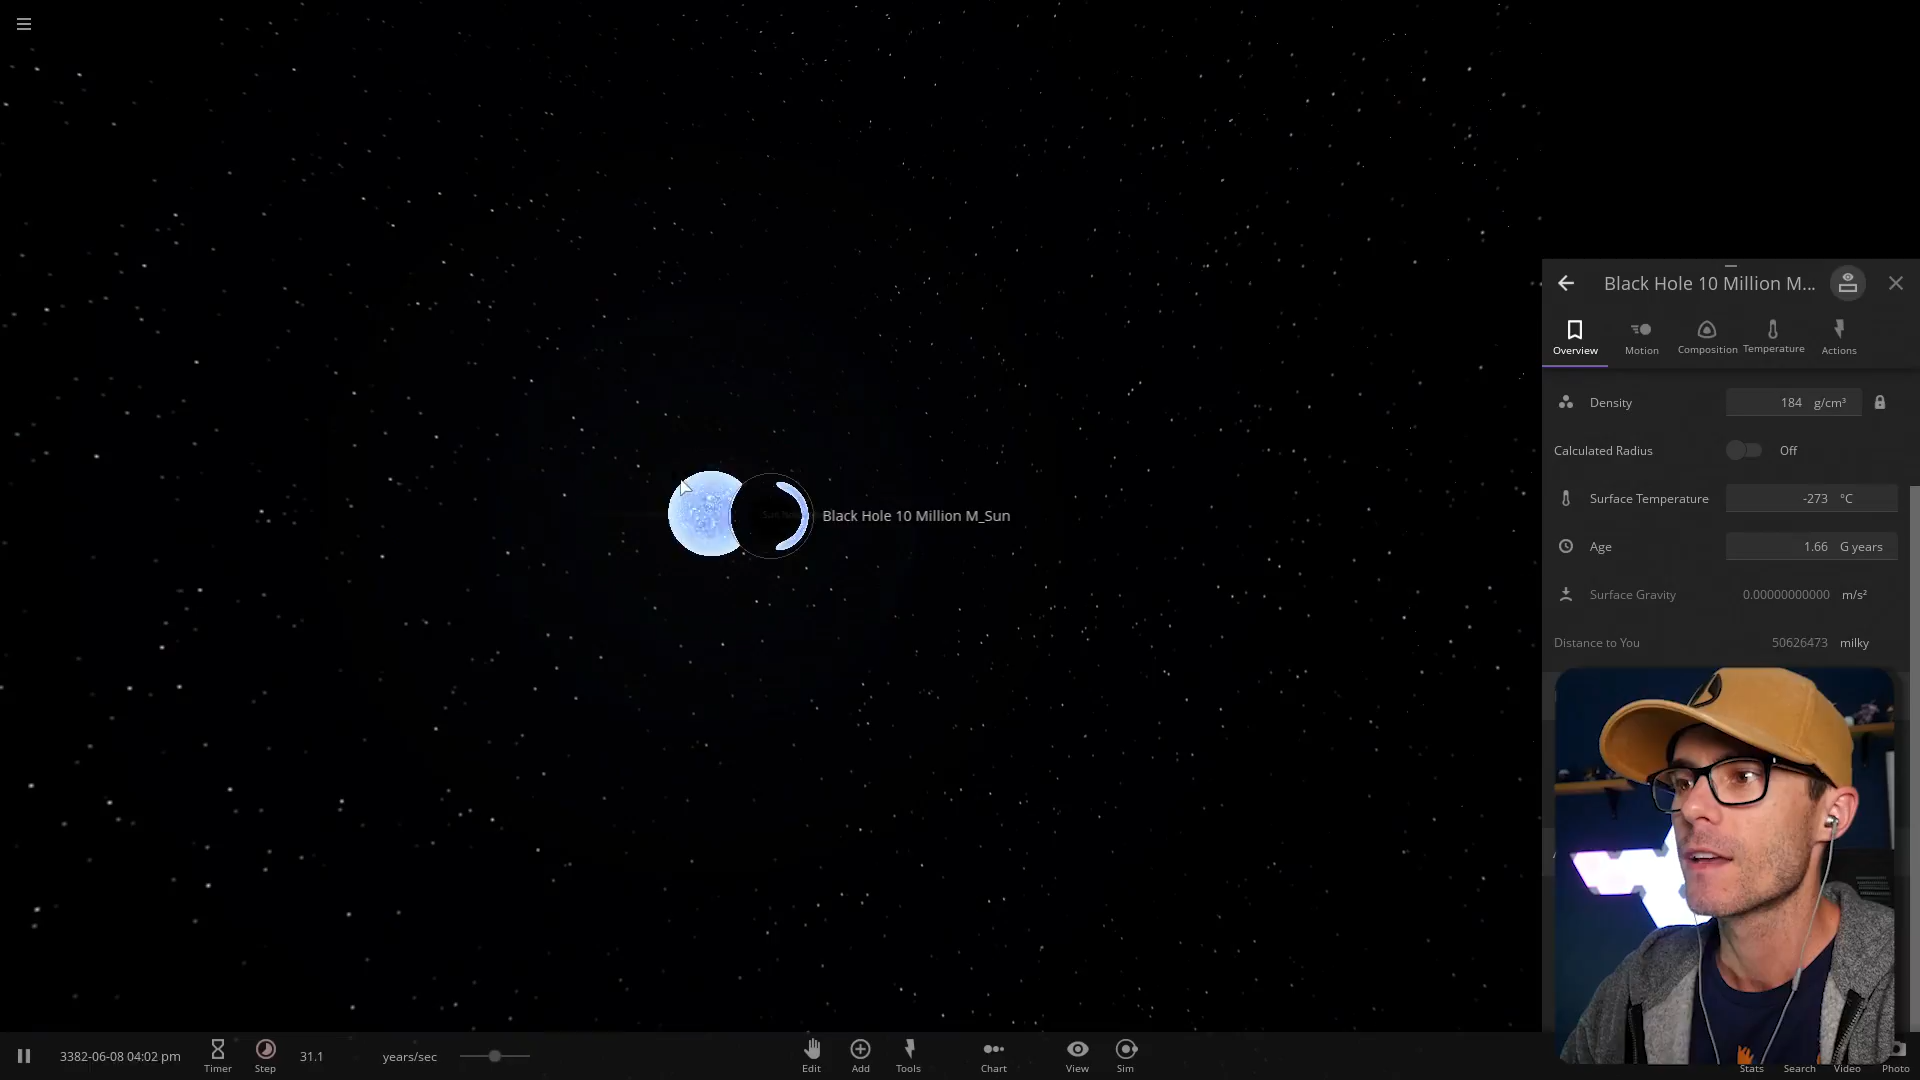 Black Hole 10 Million M...
Overview
Motion
Composition
Temperature
Actions
Density
184 g/cm³
Calculated Radius
Off
Surface Temperature
-273 °C
Age
1.66 G years
Surface Gravity
0.00000000000 m/s²
Distance to You
50626473 milky
Black Hole 10 Million M_Sun
3382-06-08 04:02 pm
Timer
Step
31.1 years/sec
Edit
Add
Tools
Chart
View
Sim
Stats
Search
Video
Photo